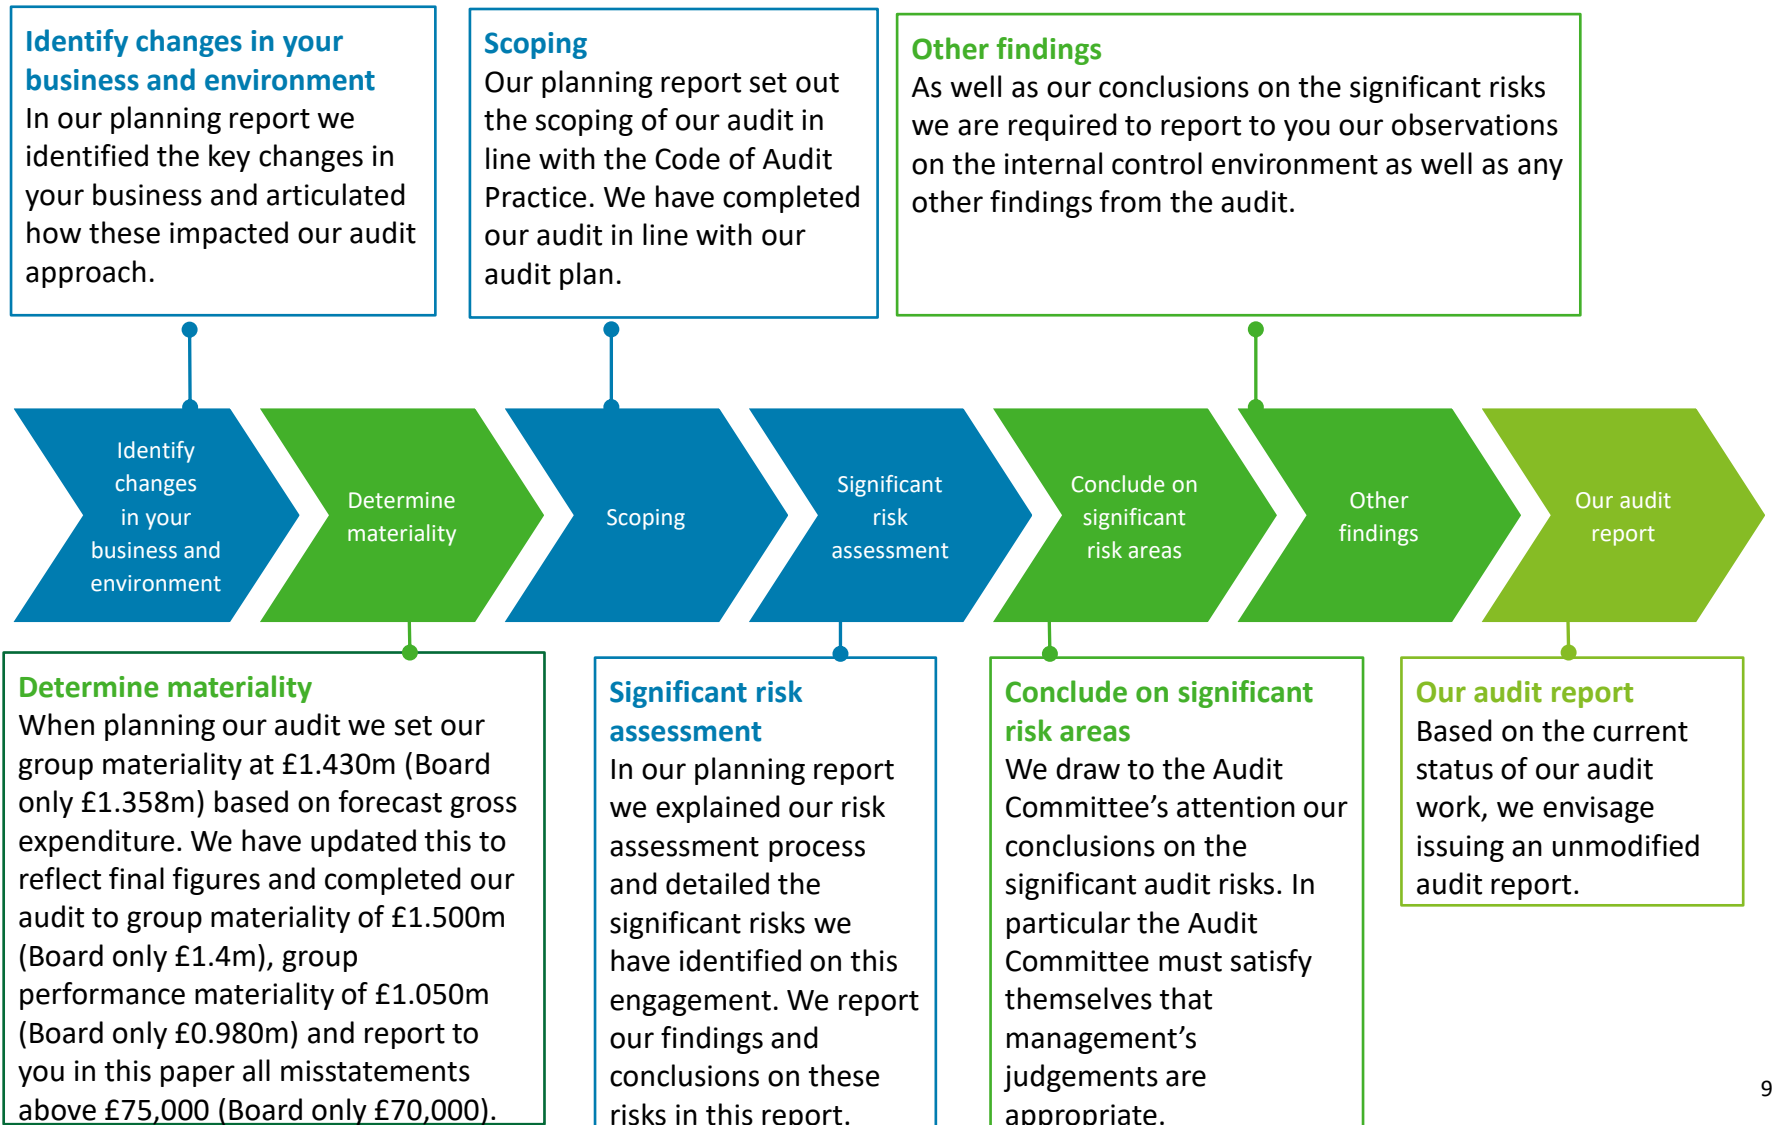 Identify changes in your
business and environment
In our planning report we
identified the key changes in
your business and articulated
how these impacted our audit
approach.
Scoping
Our planning report set out
the scoping of our audit in
line with the Code of Audit
Practice. We have completed
our audit in line with our
audit plan.
Other findings
As well as our conclusions on the significant risks
we are required to report to you our observations
on the internal control environment as well as any
other findings from the audit.
Identify
changes
in your
business and
environment
Determine
materiality
Scoping
Significant
risk
assessment
Conclude on
significant
risk areas
Other
findings
Our audit
report
Determine materiality
When planning our audit we set our
group materiality at £1.430m (Board
only £1.358m) based on forecast gross
expenditure. We have updated this to
reflect final figures and completed our
audit to group materiality of £1.500m
(Board only £1.4m), group
performance materiality of £1.050m
(Board only £0.980m) and report to
you in this paper all misstatements
above £75,000 (Board only £70,000).
Significant risk
assessment
In our planning report
we explained our risk
assessment process
and detailed the
significant risks we
have identified on this
engagement. We report
our findings and
conclusions on these
risks in this report.
Conclude on significant
risk areas
We draw to the Audit
Committee’s attention our
conclusions on the
significant audit risks. In
particular the Audit
Committee must satisfy
themselves that
management’s
judgements are
appropriate.
Our audit report
Based on the current
status of our audit
work, we envisage
issuing an unmodified
audit report.
9